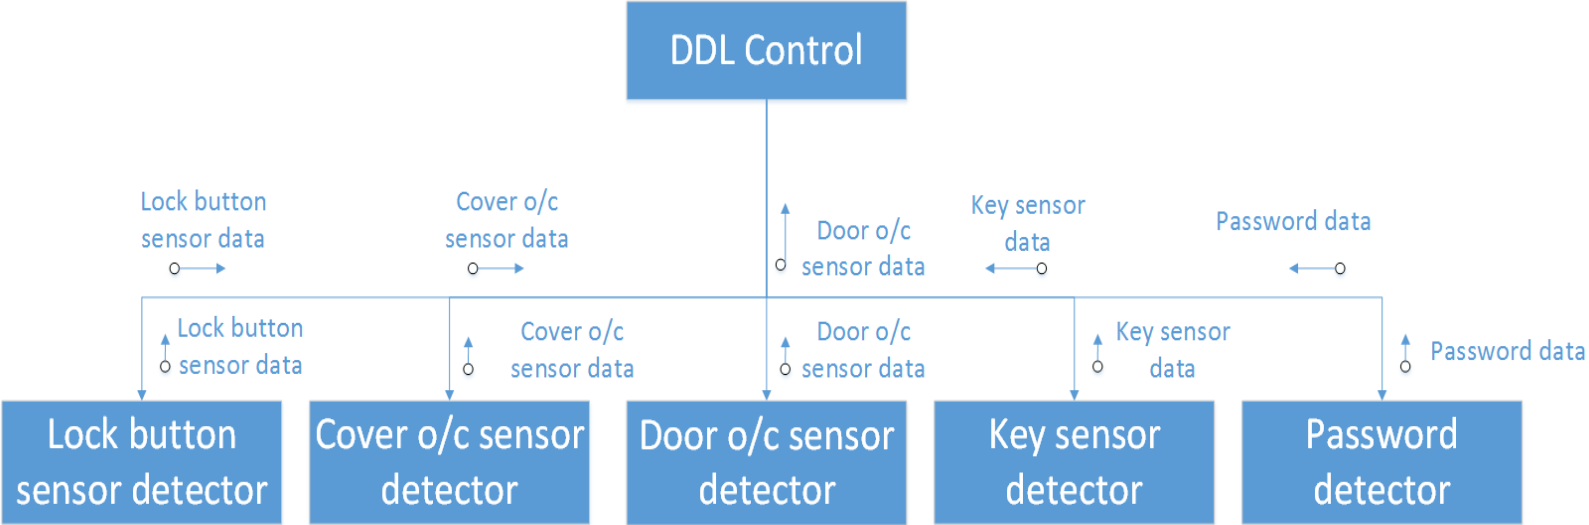 DDL Control
Lock button
sensor data
Cover o/c
sensor data
Door o/c
sensor data
Key sensor
data
Password data
Lock button
sensor data
Cover o/c
sensor data
Door o/c
sensor data
Key sensor
data
Password data
Lock button
sensor detector
Cover o/c sensor
detector
Door o/c sensor
detector
Key sensor
detector
Password
detector